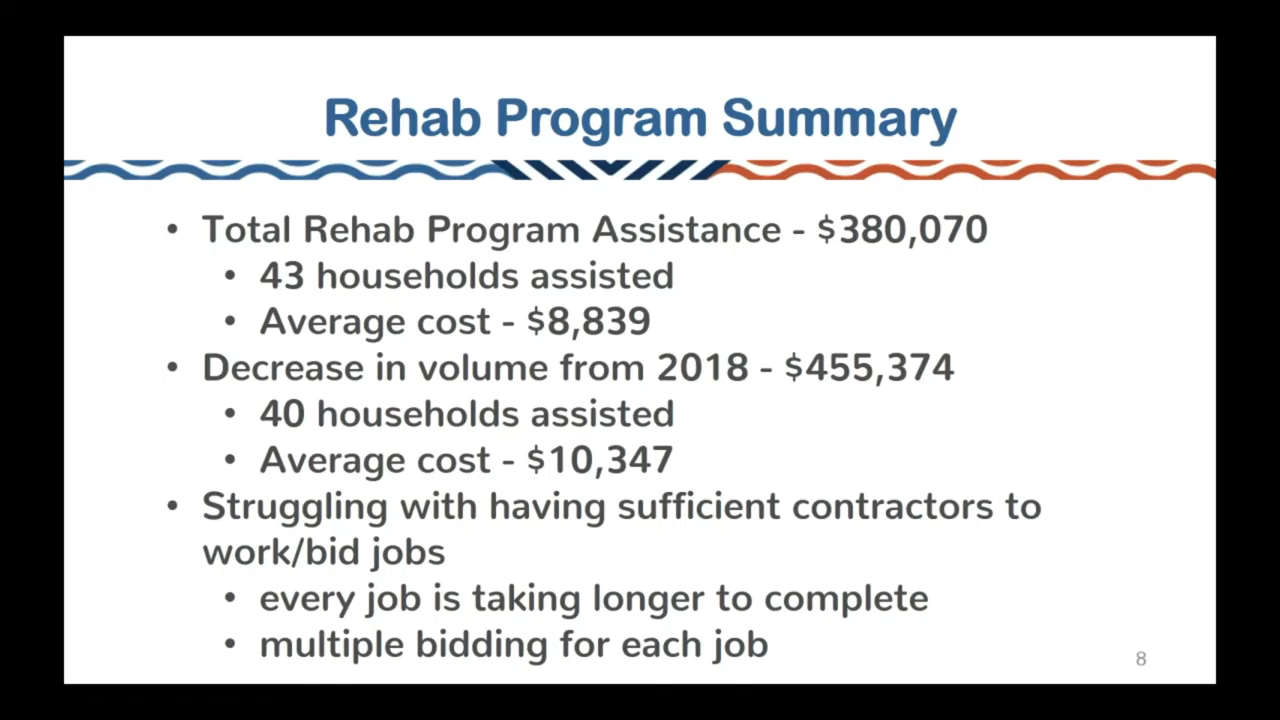 Rehab Program Summary
• Total Rehab Program Assistance - $380,070
• 43 households assisted
• Average cost - $8,839
• Decrease in volume from 2018 - $455,374
• 40 households assisted
• Average cost - $10,347
• Struggling with having sufficient contractors to
work/bid jobs
• every job is taking longer to complete
• multiple bidding for each job
8